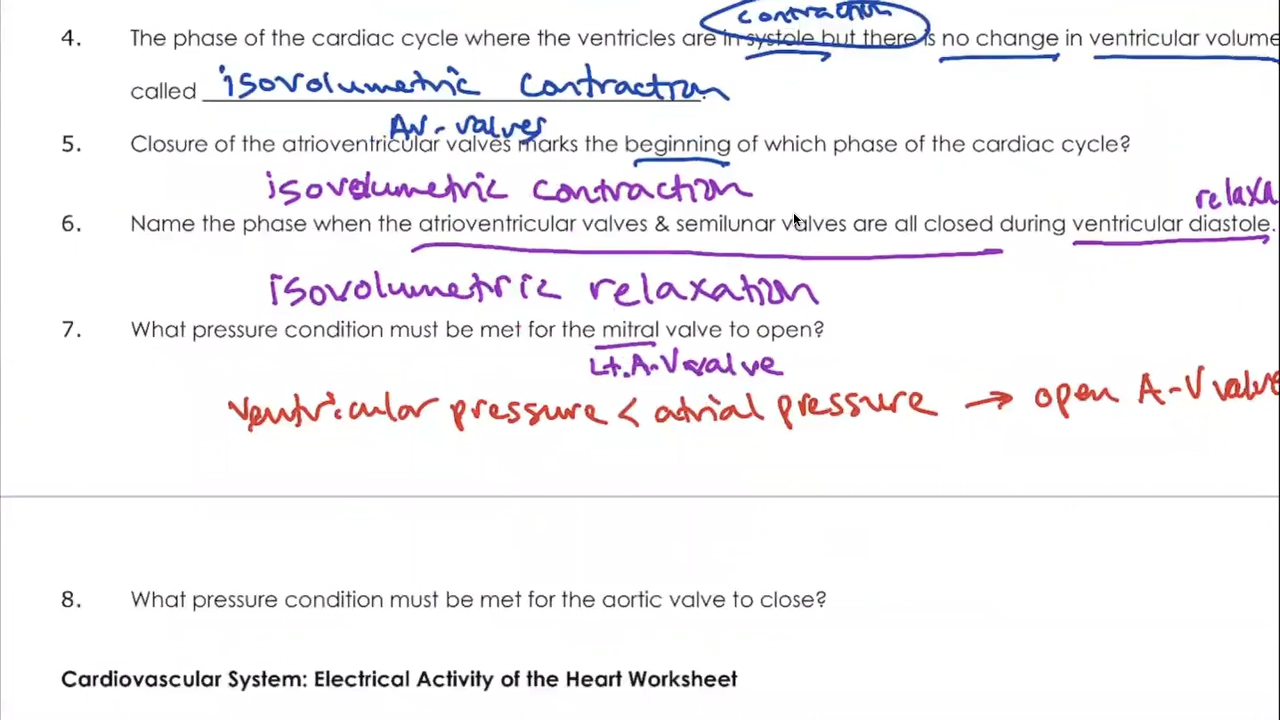 contraction
4. The phase of the cardiac cycle where the ventricles are in systole but there is no change in ventricular volume
called isovolumetric contraction.
AV-valves
5. Closure of the atrioventricular valves marks the beginning of which phase of the cardiac cycle?
isovolumetric contraction
relaxa
6. Name the phase when the atrioventricular valves & semilunar valves are all closed during ventricular diastole.
isovolumetric relaxation
7. What pressure condition must be met for the mitral valve to open?
Lt. A-V valve
ventricular pressure < atrial pressure → open A-V valve
8. What pressure condition must be met for the aortic valve to close?
Cardiovascular System: Electrical Activity of the Heart Worksheet